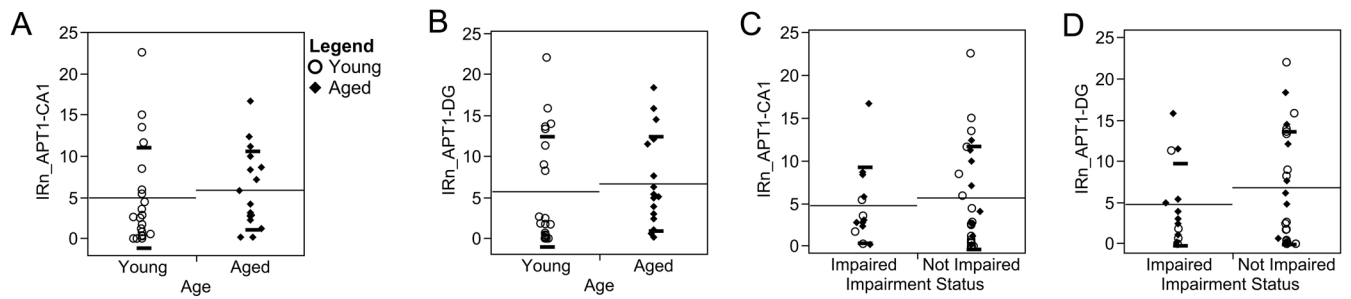 A
IRn_APT1-CA1
25
20
15
10
5
0
Young
Aged
Age
Legend
Young
Aged
B
IRn_APT1-DG
25
20
15
10
5
0
Young
Aged
Age
C
IRn_APT1-CA1
25
20
15
10
5
0
Impaired
Not Impaired
Impairment Status
D
IRn_APT1-DG
25
20
15
10
5
0
Impaired
Not Impaired
Impairment Status